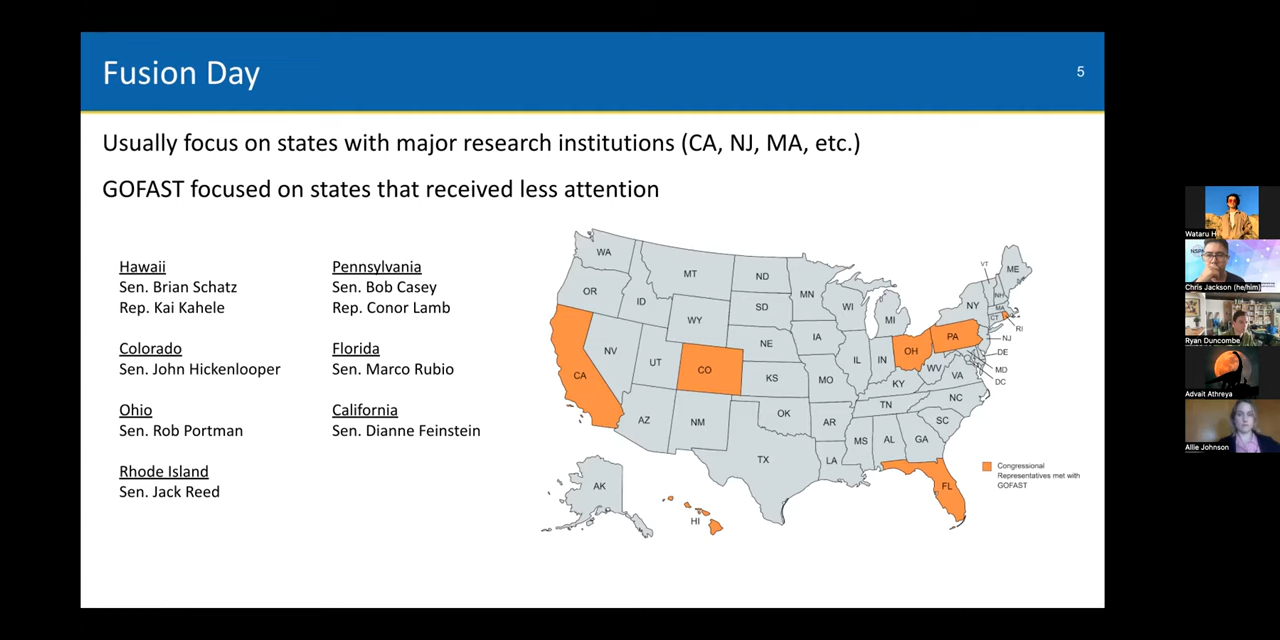 Fusion Day
5
Usually focus on states with major research institutions (CA, NJ, MA, etc.)
GOFAST focused on states that received less attention
Hawaii
Sen. Brian Schatz
Rep. Kai Kahele
Colorado
Sen. John Hickenlooper
Ohio
Sen. Rob Portman
Rhode Island
Sen. Jack Reed
Pennsylvania
Sen. Bob Casey
Rep. Conor Lamb
Florida
Sen. Marco Rubio
California
Sen. Dianne Feinstein
WA
OR
CA
ID
NV
MT
WY
UT
AZ
CO
NM
ND
SD
NE
KS
OK
TX
MN
IA
MO
AR
LA
WI
IL
MI
IN
OH
KY
TN
MS
AL
GA
FL
SC
NC
VA
WV
PA
NY
VT
NH
MA
CT
ME
RI
NJ
DE
MD
DC
AK
HI
Congressional
Representatives met with
GOFAST
Wataru H
Chris Jackson (he/him)
Ryan Duncombe
Advait Athreya
Allie Johnson